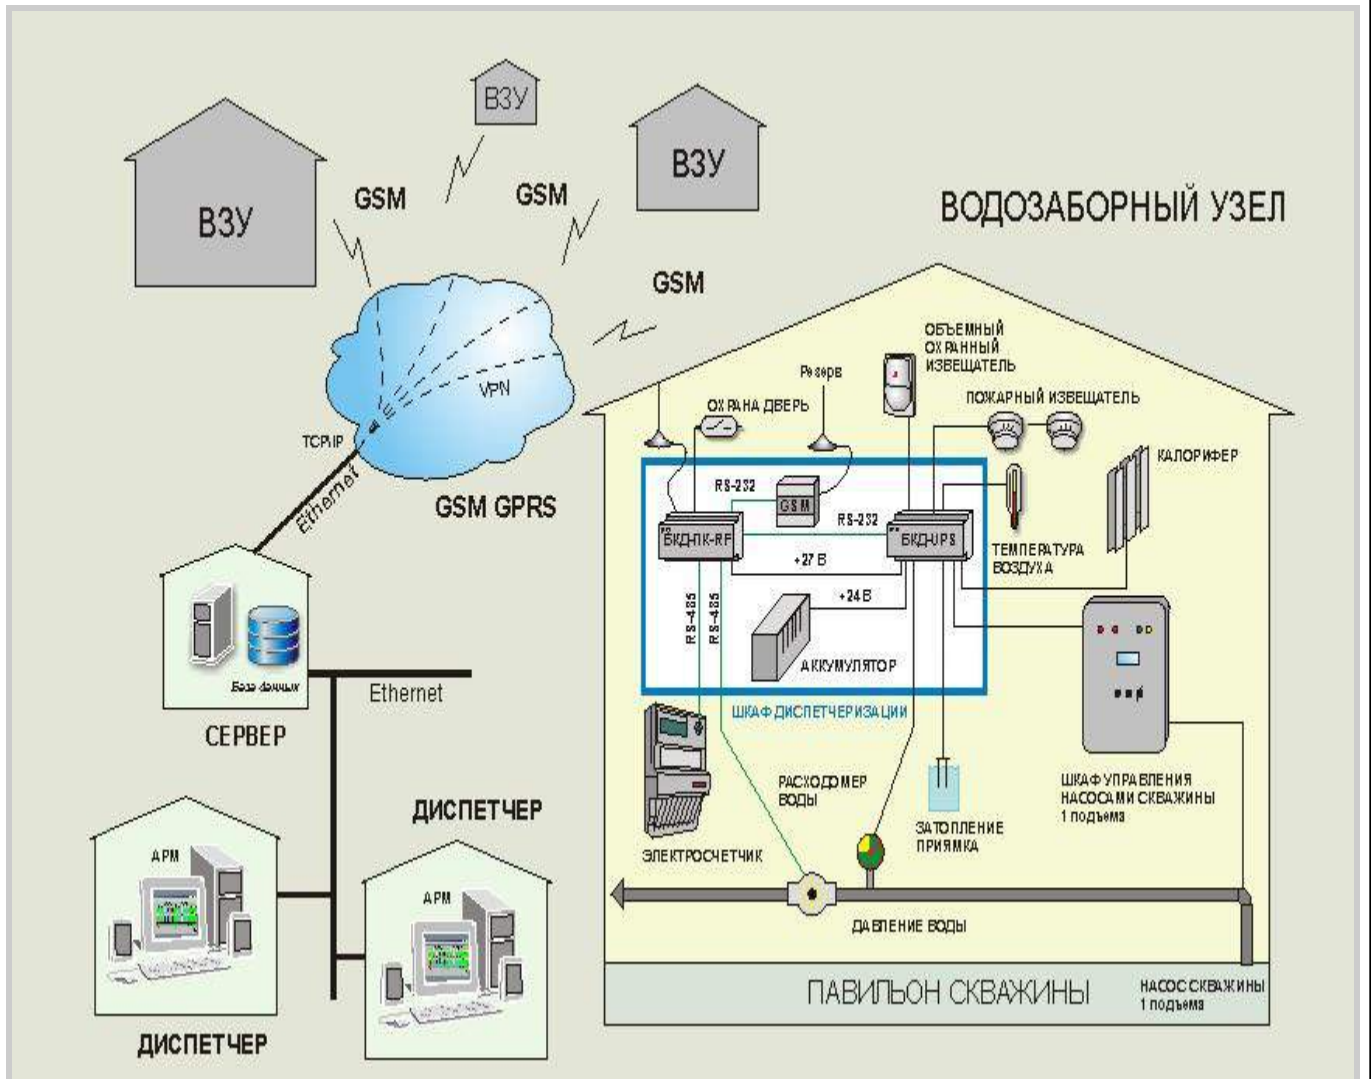 ВЗУ
ВЗУ
ВЗУ
GSM
GSM
GSM
VPN
TCP\IP
Ethernet
GSM GPRS
База данных
СЕРВЕР
Ethernet
ДИСПЕТЧЕР
АРМ
АРМ
ДИСПЕТЧЕР
ВОДОЗАБОРНЫЙ УЗЕЛ
ОБЪЕМНЫЙ
ОХРАННЫЙ
ИЗВЕЩАТЕЛЬ
Резерв
ОХРАНА ДВЕРЬ
ПОЖАРНЫЙ ИЗВЕЩАТЕЛЬ
КАЛОРИФЕР
RS-232
GSM
RS-232
БКД-ПК-RF
БКД-UPS
+27 В
ТЕМПЕРАТУРА
ВОЗДУХА
RS-485
RS-485
+24 В
АККУМУЛЯТОР
ШКАФ ДИСПЕТЧЕРИЗАЦИИ
РАСХОДОМЕР
ВОДЫ
ШКАФ УПРАВЛЕНИЯ
НАСОСАМИ СКВАЖИНЫ
1 подъема
ЗАТОПЛЕНИЕ
ПРИЯМКА
ЭЛЕКТРОСЧЕТЧИК
ДАВЛЕНИЕ ВОДЫ
ПАВИЛЬОН СКВАЖИНЫ
НАСОС СКВАЖИНЫ
1 подъема